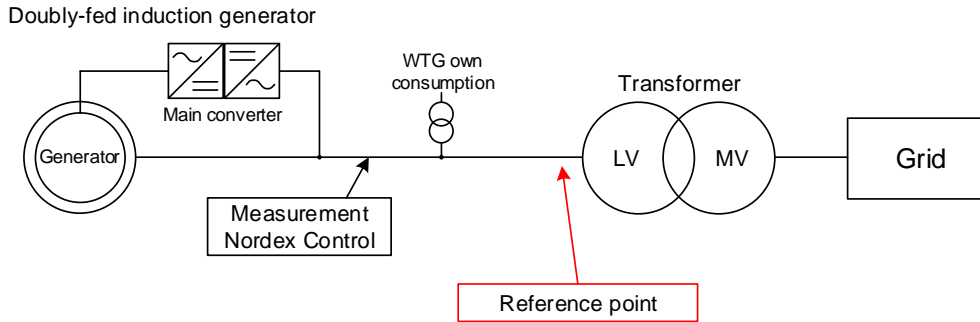 Doubly-fed induction generator
WTG own
consumption
Transformer
Main converter
Generator
LV
MV
Grid
Measurement
Nordex Control
Reference point